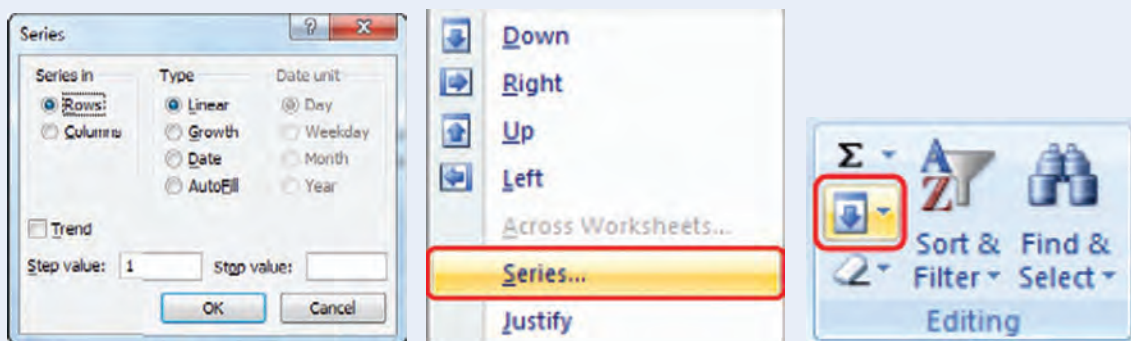 Series
Series in Type Date unit
Rows Linear Day
Columns Growth Weekday
Date Month
AutoFill Year
Trend
Step value: 1 Stop value:
OK Cancel
Down
Right
Up
Left
Across Worksheets...
Series...
Justify
Σ
A
Z
Sort & Filter
Find & Select
Editing